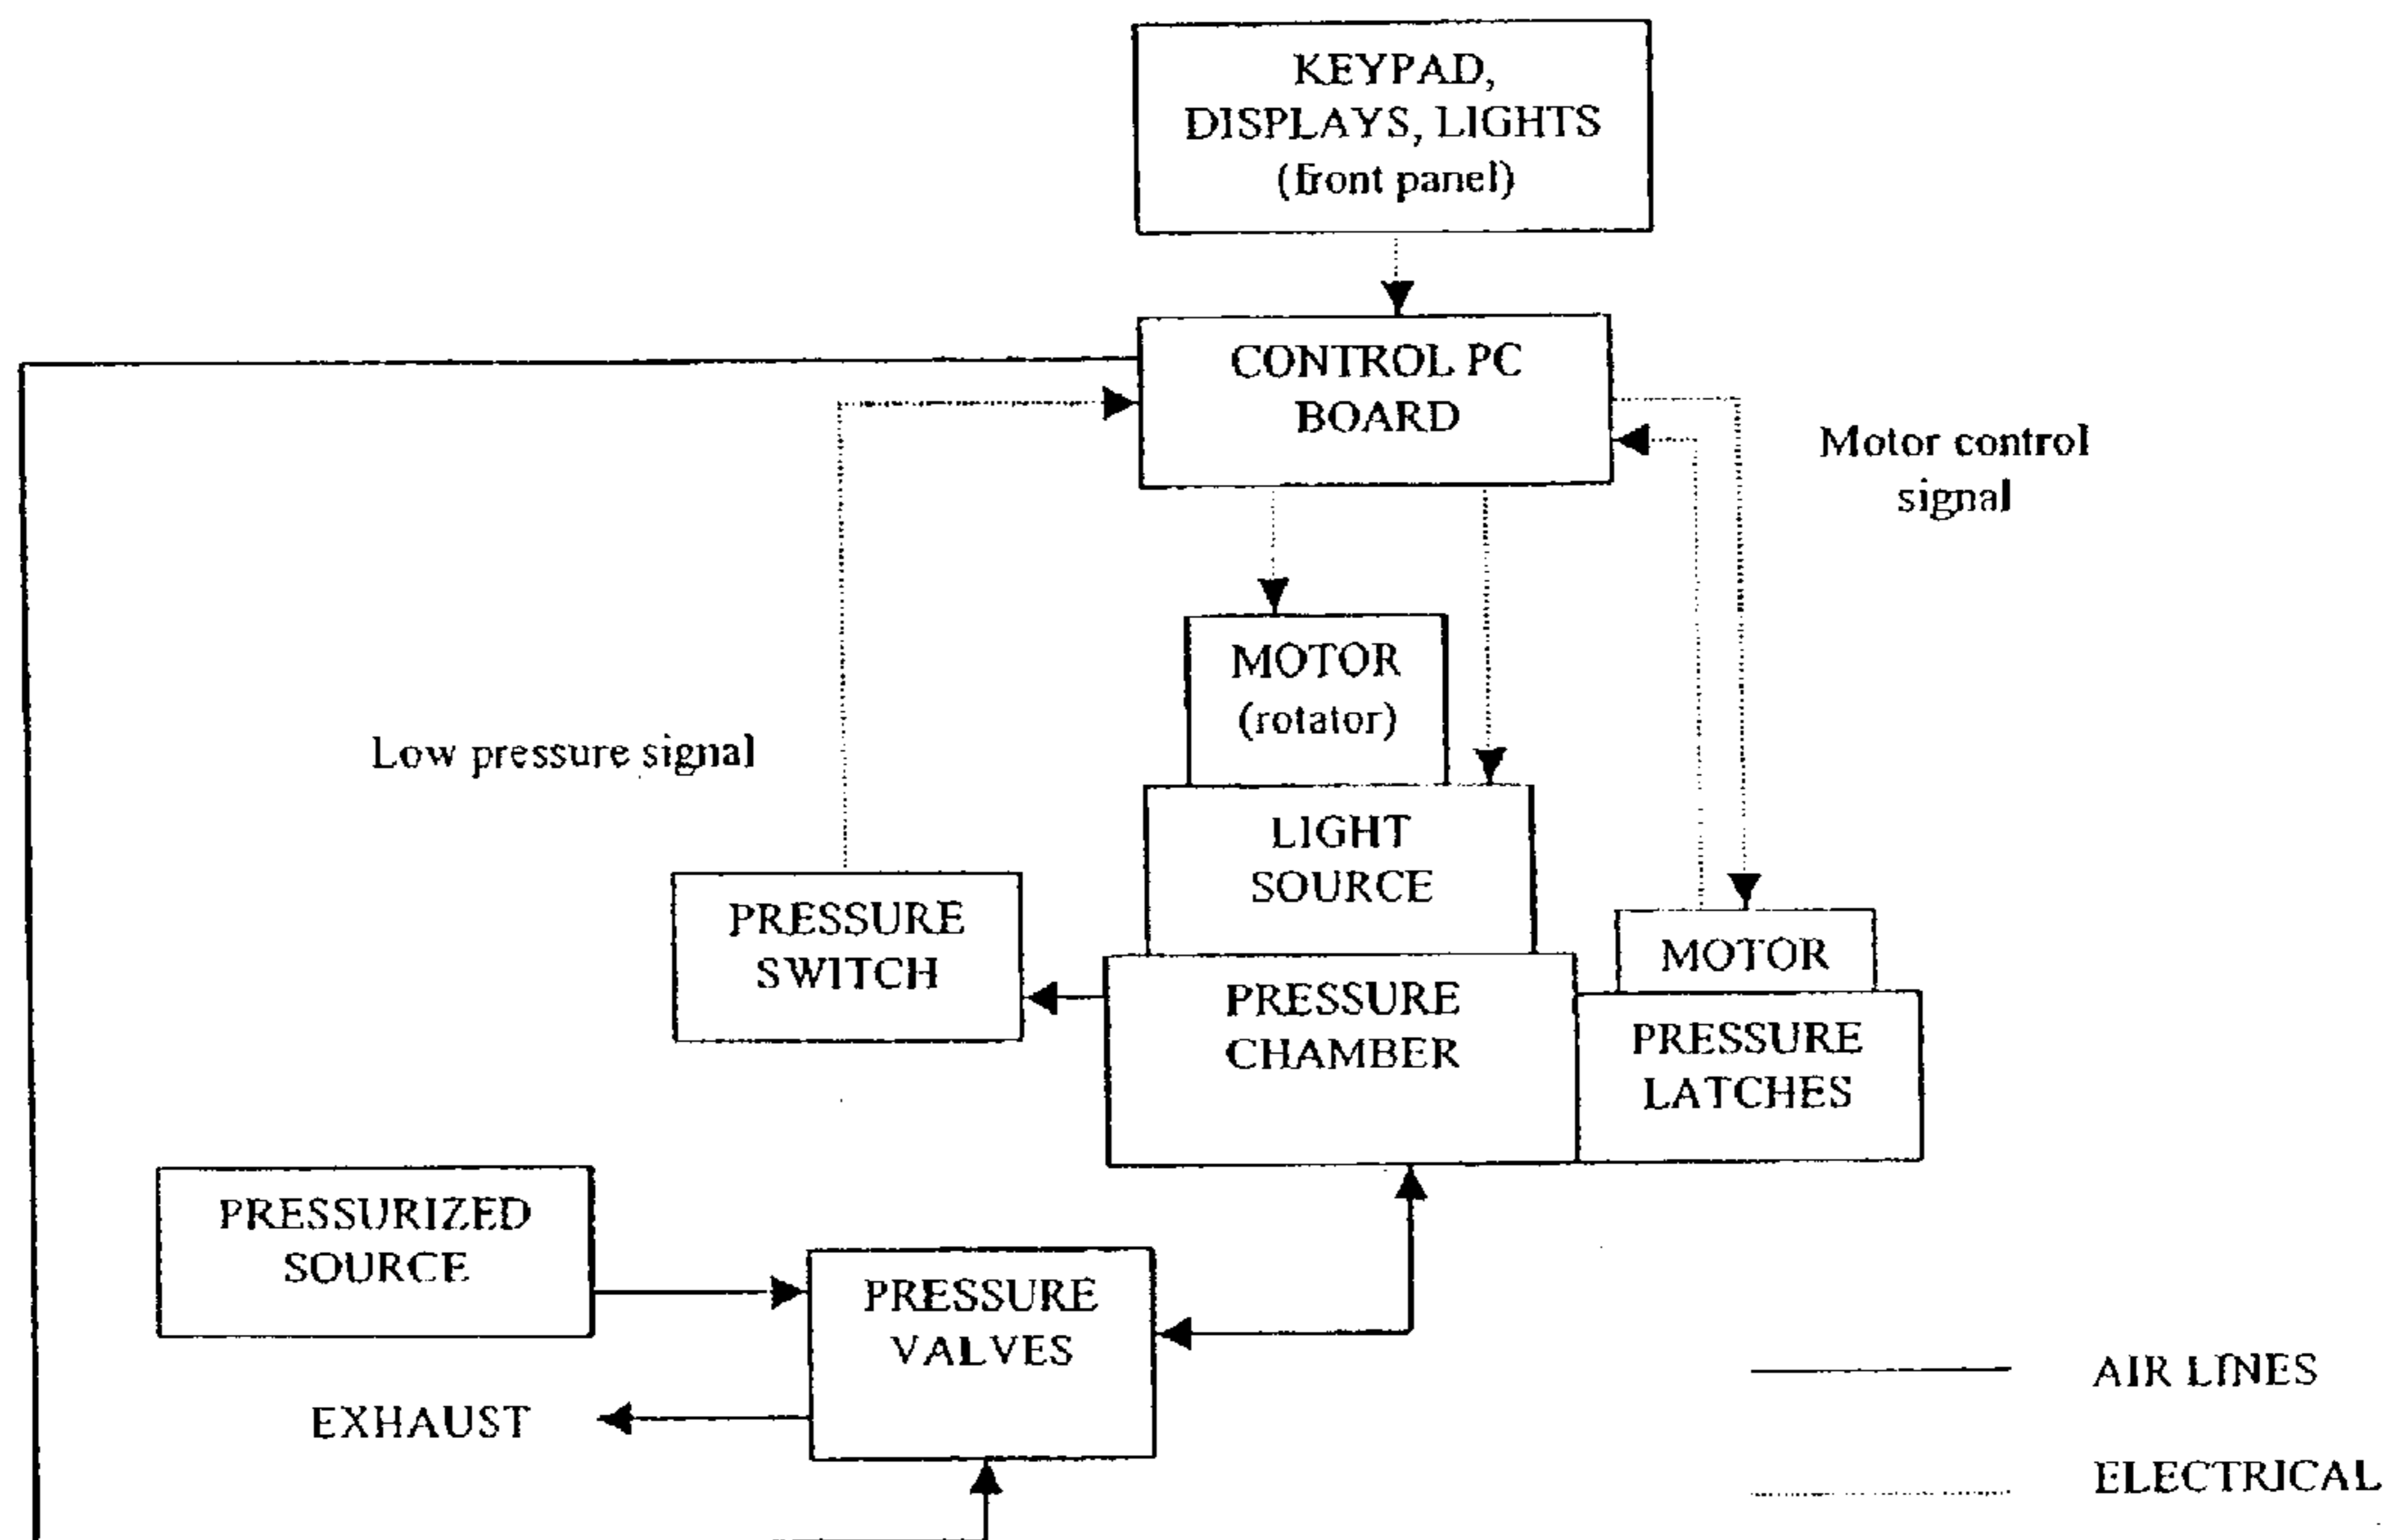 KEYPAD,
DISPLAYS, LIGHTS
(front panel)
CONTROL PC
BOARD
Motor control
signal
MOTOR
(rotator)
Low pressure signal
LIGHT
SOURCE
PRESSURE
SWITCH
MOTOR
PRESSURE
CHAMBER
PRESSURE
LATCHES
PRESSURIZED
SOURCE
PRESSURE
VALVES
EXHAUST
AIR LINES
ELECTRICAL